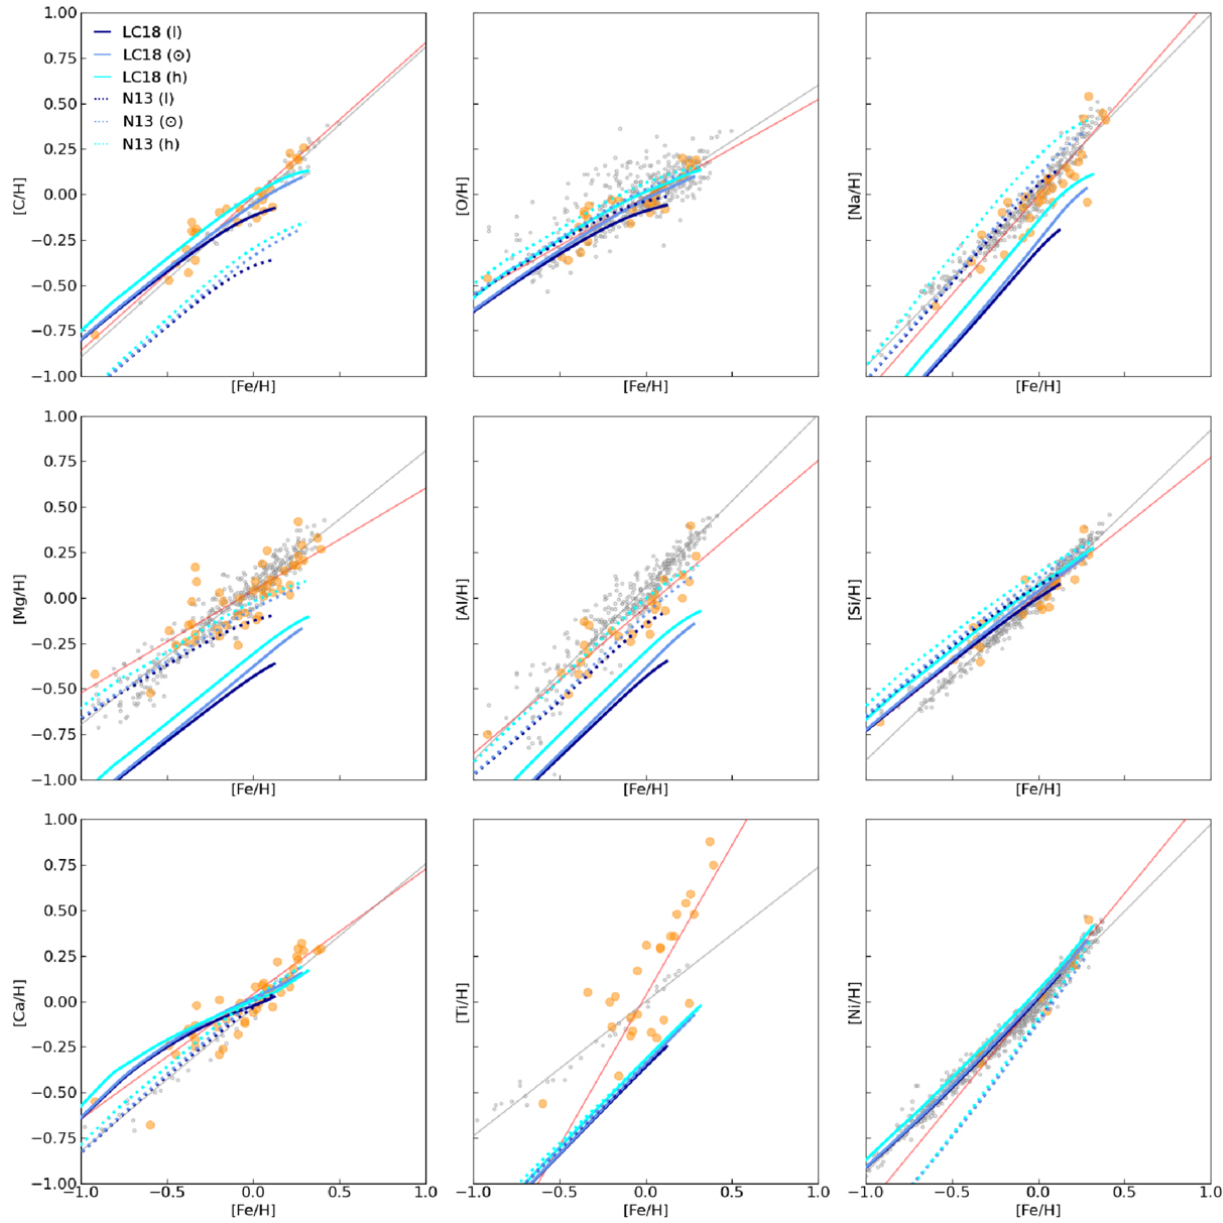 1.00
0.75
0.50
0.25
0.00
−0.25
−0.50
−0.75
−1.00
[C/H]
LC18 (l)
LC18 (⊙)
LC18 (h)
N13 (l)
N13 (⊙)
N13 (h)
[Fe/H]
[O/H]
[Fe/H]
[Na/H]
[Fe/H]
1.00
0.75
0.50
0.25
0.00
−0.25
−0.50
−0.75
−1.00
[Mg/H]
[Fe/H]
[Al/H]
[Fe/H]
[Si/H]
[Fe/H]
1.00
0.75
0.50
0.25
0.00
−0.25
−0.50
−0.75
−1.00
[Ca/H]
−1.0 −0.5 0.0 0.5 1.0
[Fe/H]
[Ti/H]
−1.0 −0.5 0.0 0.5 1.0
[Fe/H]
[Ni/H]
−1.0 −0.5 0.0 0.5 1.0
[Fe/H]